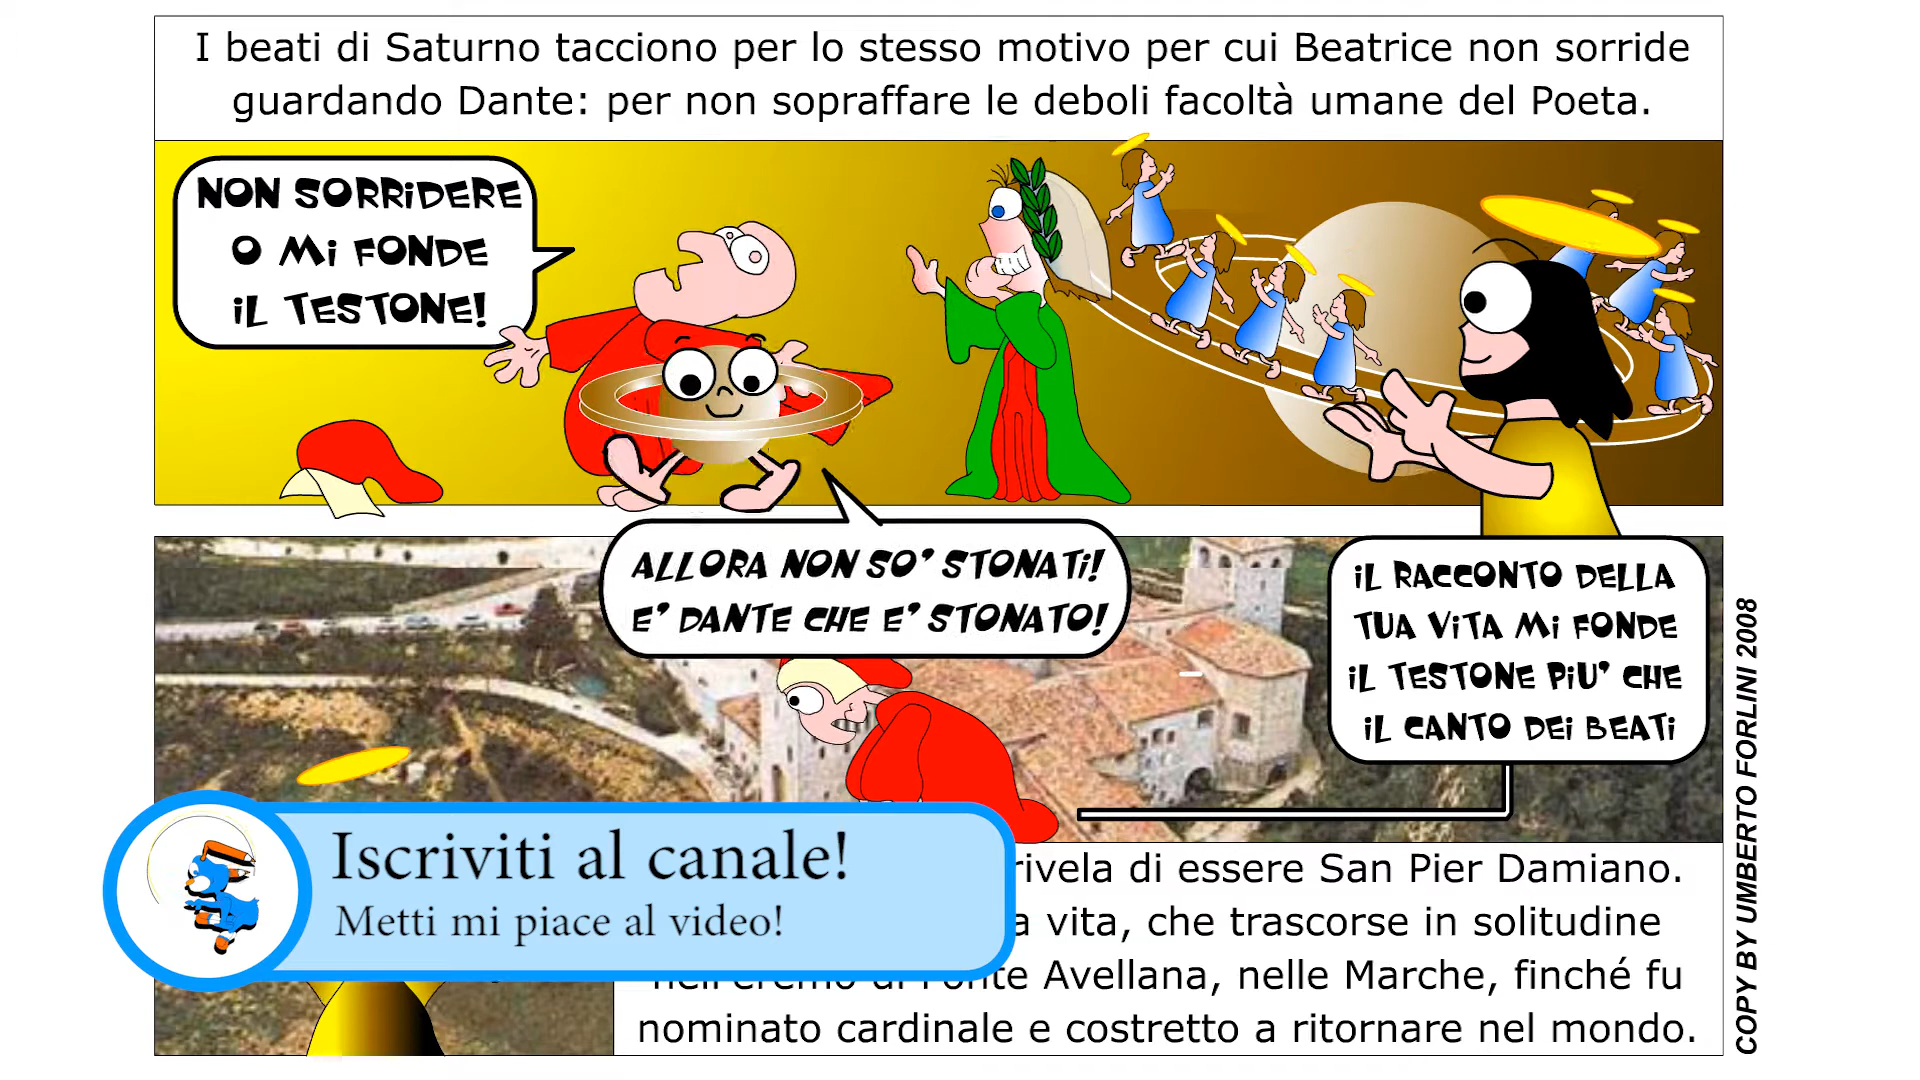 I beati di Saturno tacciono per lo stesso motivo per cui Beatrice non sorride
guardando Dante: per non sopraffare le deboli facoltà umane del Poeta.
NON SORRiDERE
O Mi FONDE
iL TESTONE!
ALLORA NON SO' STONATi!
E' DANTE CHE E' STONATO!
iL RACCONTO DELLA
TUA ViTA Mi FONDE
iL TESTONE PiU' CHE
iL CANTO DEi BEATi
COPY BY UMBERTO FORLINI 2008
Iscriviti al canale!
Metti mi piace al video!
rivela di essere San Pier Damiano.
a vita, che trascorse in solitudine
Avellana, nelle Marche, finché fu
nominato cardinale e costretto a ritornare nel mondo.